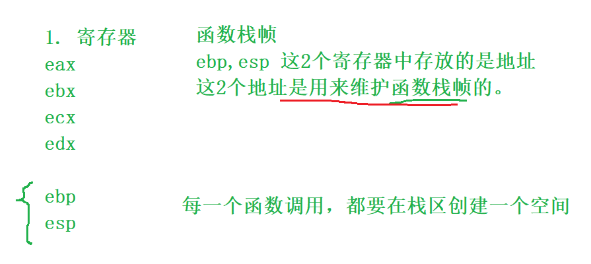 1. 寄存器
eax
ebx
ecx
edx
ebp
esp
函数栈帧
ebp,esp 这2个寄存器中存放的是地址
这2个地址是用来维护函数栈帧的。
每一个函数调用，都要在栈区创建一个空间